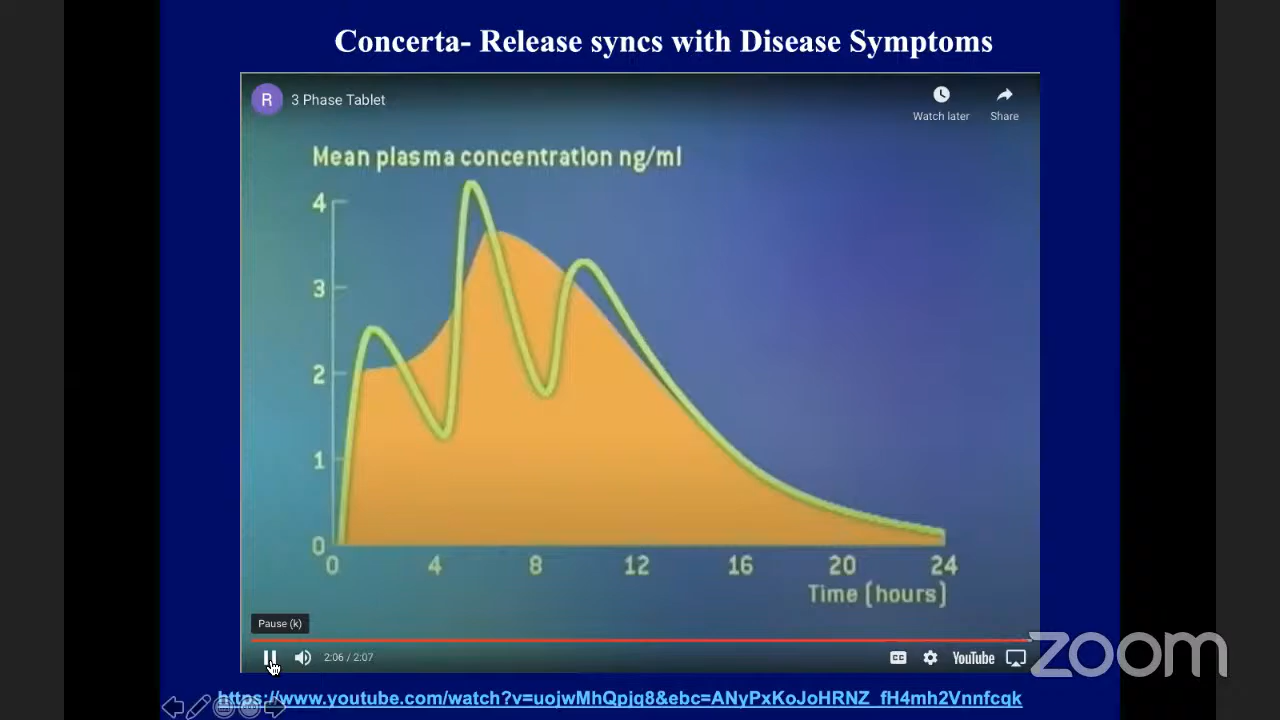 Concerta- Release syncs with Disease Symptoms
R
3 Phase Tablet
Watch later
Share
Mean plasma concentration ng/ml
4
3
2
1
0
0 4 8 12 16 20 24
Time (hours)
Pause (k)
2:06 / 2:07
CC
YouTube
zoom
https://www.youtube.com/watch?v=uojwMhQpjq8&ebc=ANyPxKoJoHRNZ_fH4mh2Vnnfcqk